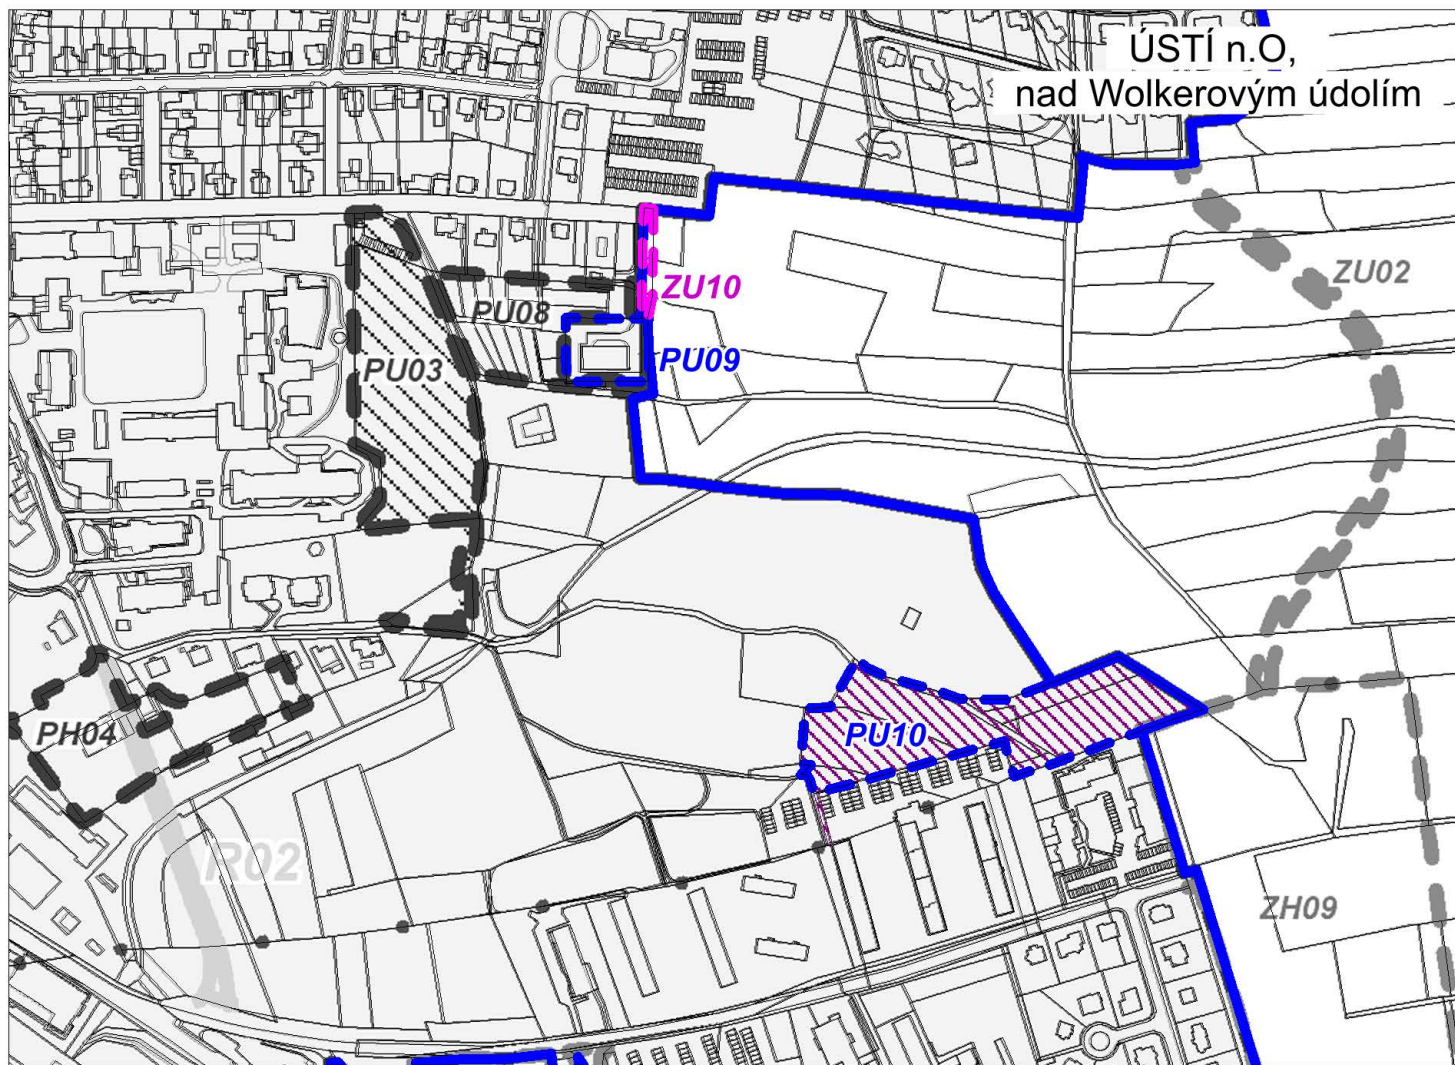 ÚSTÍ n.O,
nad Wolkerovým údolím
ZU02
ZU10
PU08
PU09
PU03
PU10
PH04
R02
ZH09